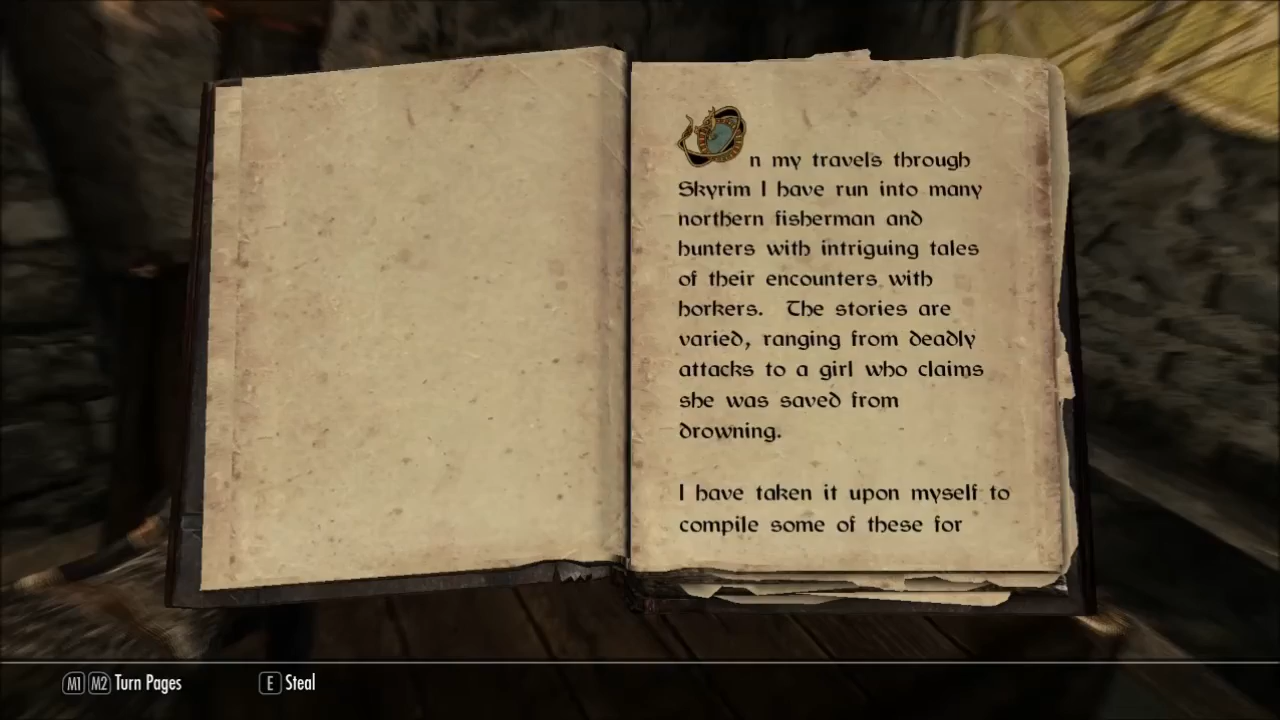 On my travels through
Skyrim I have run into many
northern fisherman and
hunters with intriguing tales
of their encounters with
horkers. The stories are
varied, ranging from deadly
attacks to a girl who claims
she was saved from
drowning.
I have taken it upon myself to
compile some of these for
M1 M2 Turn Pages
E Steal